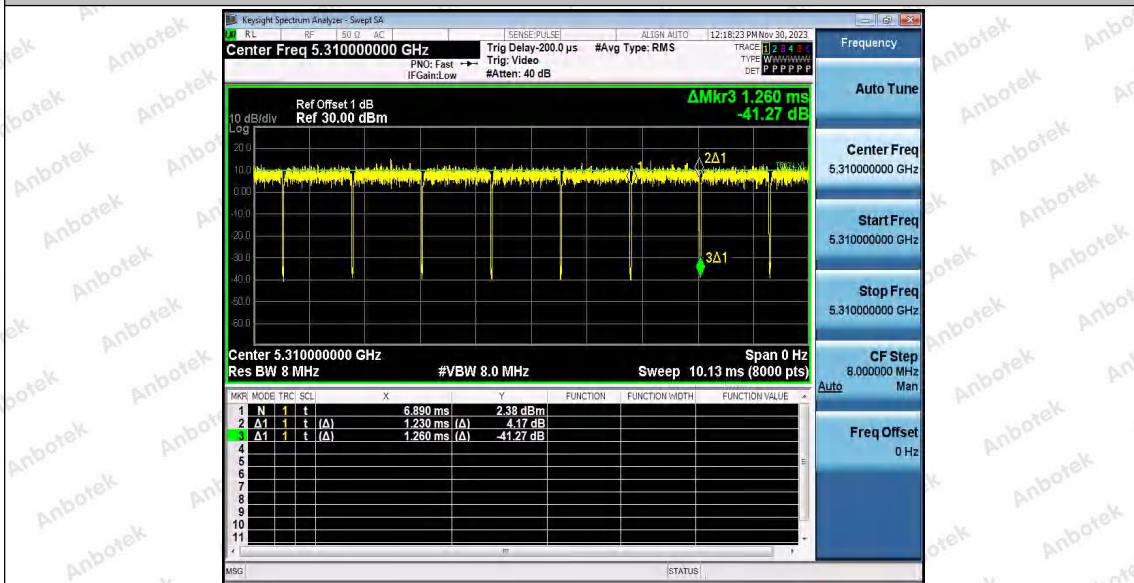 Keysight Spectrum Analyzer - Swept SA
RL RF 50 Ω AC SENSE:PULSE ALIGN AUTO 12:18:23 PM Nov 30, 2023
Center Freq 5.310000000 GHz
PNO: Fast
IFGain:Low
Trig Delay-200.0 µs
Trig: Video
#Atten: 40 dB
#Avg Type: RMS
TRACE 1 2 3 4 5 6
TYPE WWWWWW
DET P P P P P P
ΔMkr3 1.260 ms
-41.27 dB
Ref Offset 1 dB
10 dB/div Ref 30.00 dBm
Log
20.0
10.0
0.00
-10.0
-20.0
-30.0
-40.0
-50.0
-60.0
1
2Δ1
3Δ1
Center 5.310000000 GHz Span 0 Hz
Res BW 8 MHz #VBW 8.0 MHz Sweep 10.13 ms (8000 pts)
MKR MODE TRC SCL X Y FUNCTION FUNCTION WIDTH FUNCTION VALUE
1 N 1 t 6.890 ms 2.38 dBm
2 Δ1 1 t (Δ) 1.230 ms (Δ) 4.17 dB
3 Δ1 1 t (Δ) 1.260 ms (Δ) -41.27 dB
4
5
6
7
8
9
10
11
MSG STATUS
Frequency
Auto Tune
Center Freq
5.310000000 GHz
Start Freq
5.310000000 GHz
Stop Freq
5.310000000 GHz
CF Step
8.000000 MHz
Auto Man
Freq Offset
0 Hz
Anbotek